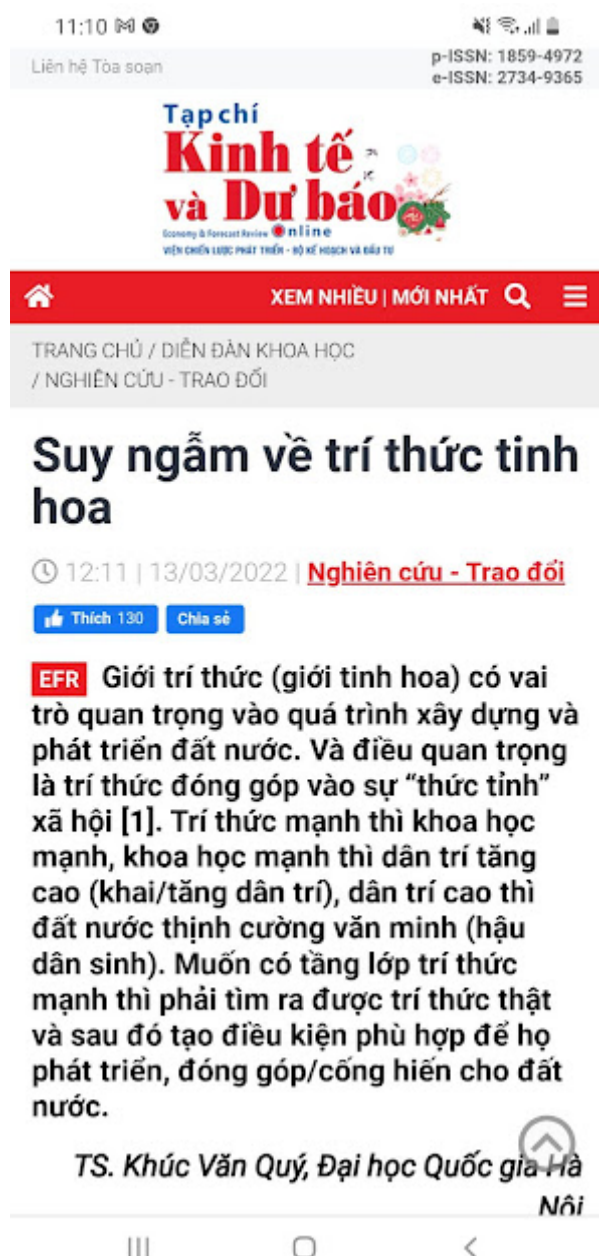 11:10
Liên hệ Tòa soạn
p-ISSN: 1859-4972
e-ISSN: 2734-9365
Tạp chí
Kinh tế
và Dự báo
Economy & Forecast Review Online
VIỆN CHIẾN LƯỢC PHÁT TRIỂN - BỘ KẾ HOẠCH VÀ ĐẦU TƯ
XEM NHIỀU | MỚI NHẤT
TRANG CHỦ / DIỄN ĐÀN KHOA HỌC
/ NGHIÊN CỨU - TRAO ĐỔI
Suy ngẫm về trí thức tinh
hoa
12:11 | 13/03/2022 | Nghiên cứu - Trao đổi
Thích 130 Chia sẻ
EFR Giới trí thức (giới tinh hoa) có vai
trò quan trọng vào quá trình xây dựng và
phát triển đất nước. Và điều quan trọng
là trí thức đóng góp vào sự “thức tỉnh”
xã hội [1]. Trí thức mạnh thì khoa học
mạnh, khoa học mạnh thì dân trí tăng
cao (khai/tăng dân trí), dân trí cao thì
đất nước thịnh cường văn minh (hậu
dân sinh). Muốn có tầng lớp trí thức
mạnh thì phải tìm ra được trí thức thật
và sau đó tạo điều kiện phù hợp để họ
phát triển, đóng góp/cống hiến cho đất
nước.
TS. Khúc Văn Quý, Đại học Quốc gia Hà
Nội